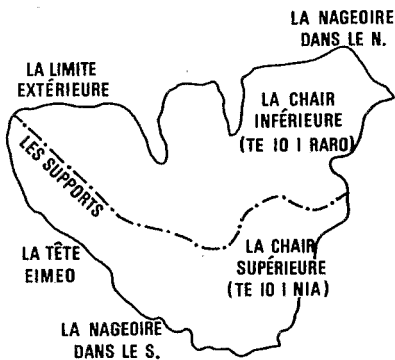 LA NAGEOIRE
DANS LE N.
LA LIMITE
EXTÉRIEURE
LA CHAIR
INFÉRIEURE
(TE IO I RARO)
LES SUPPORTS
LA TÊTE
EIMEO
LA CHAIR
SUPÉRIEURE
(TE IO I NIA)
LA NAGEOIRE
DANS LE S.